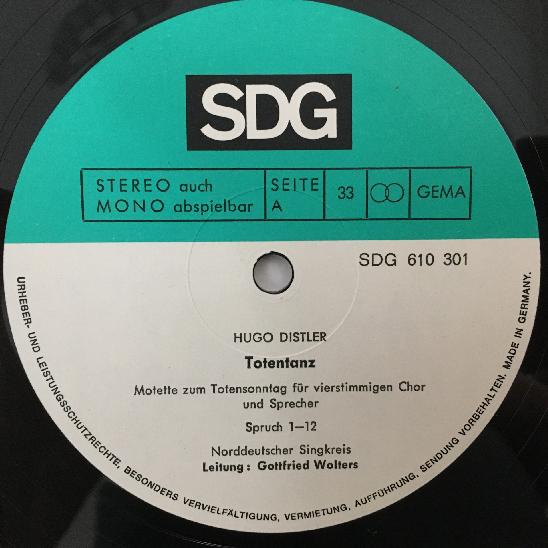 SDG
STEREO auch
MONO abspielbar
SEITE
A
33
GEMA
SDG 610 301
HUGO DISTLER
Totentanz
Motette zum Totensonntag für vierstimmigen Chor
und Sprecher
Spruch 1—12
Norddeutscher Singkreis
Leitung: Gottfried Wolters
URHEBER- UND LEISTUNGSSCHUTZRECHTE, BESONDERS VERVIELFÄLTIGUNG, VERMIETUNG, AUFFÜHRUNG, SENDUNG VORBEHALTEN. MADE IN GERMANY.